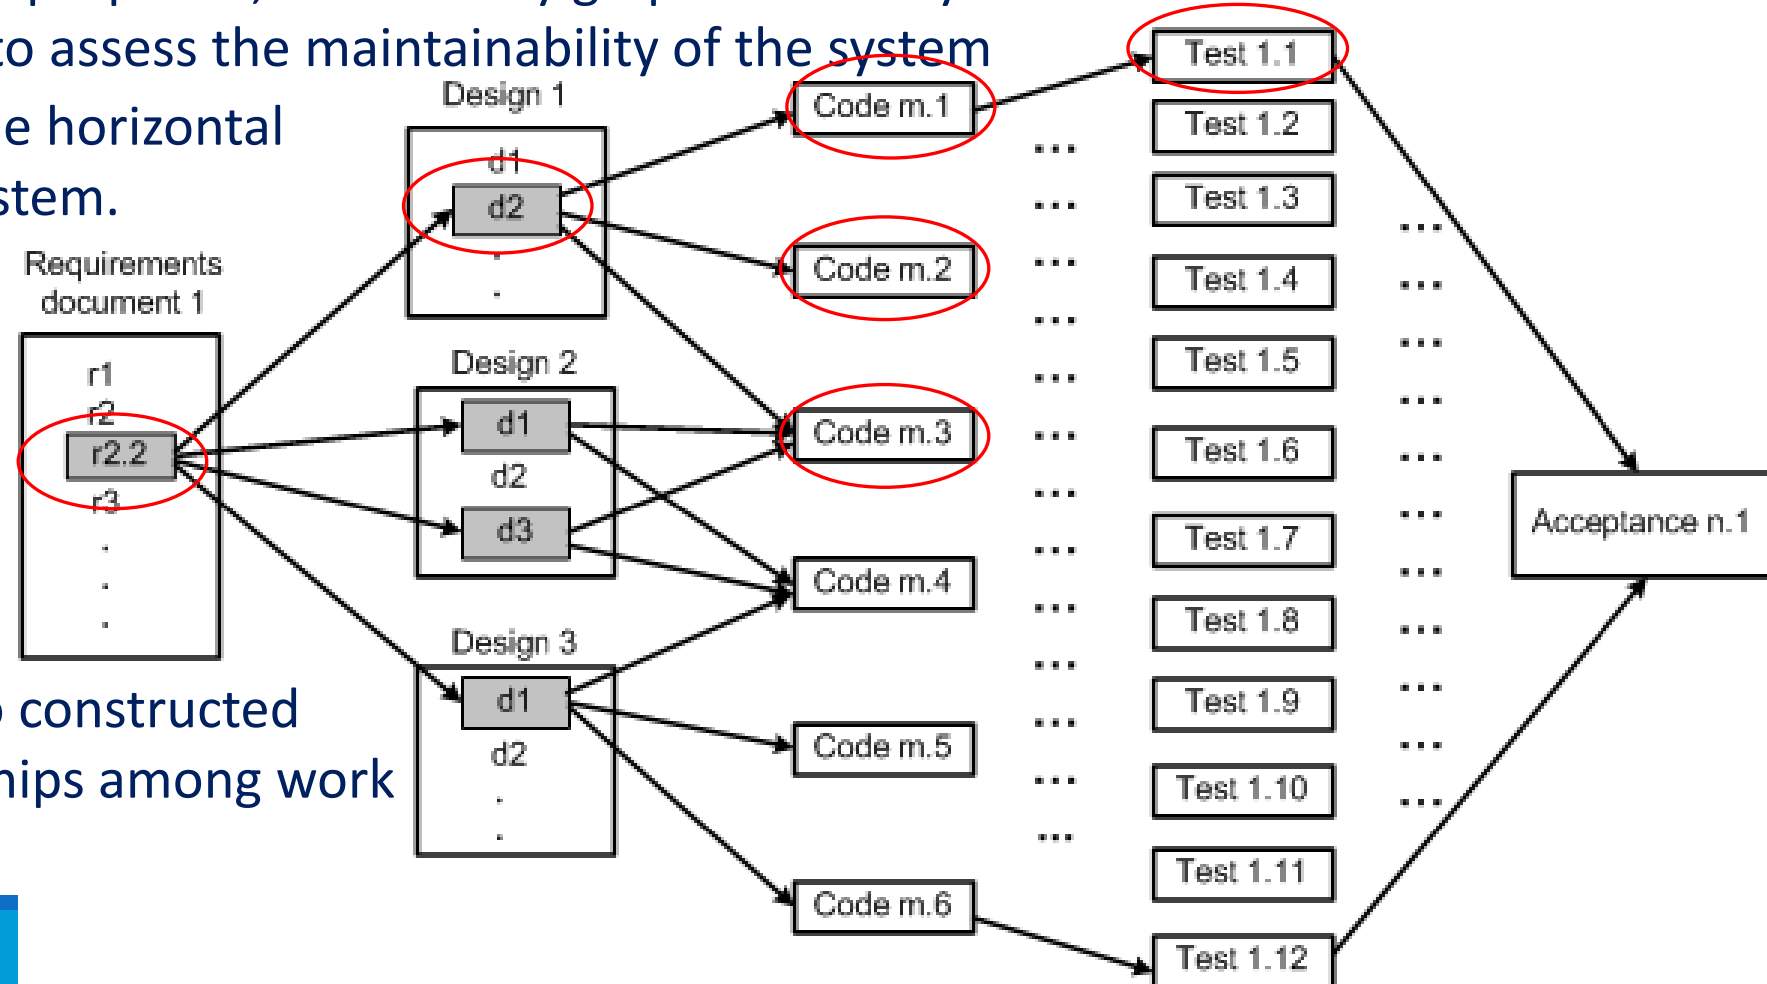 to assess the maintainability of the system
e horizontal
stem.
Requirements
document 1
r1
r2
r2.2
r3
.
.
.
Design 1
d1
d2
.
.
Design 2
d1
d2
d3
Design 3
d1
d2
.
.
Code m.1
Code m.2
Code m.3
Code m.4
Code m.5
Code m.6
...
...
...
...
...
...
...
...
...
...
...
...
...
Test 1.1
Test 1.2
Test 1.3
Test 1.4
Test 1.5
Test 1.6
Test 1.7
Test 1.8
Test 1.9
Test 1.10
Test 1.11
Test 1.12
...
...
...
...
...
...
...
...
...
...
...
Acceptance n.1
constructed
hips among work